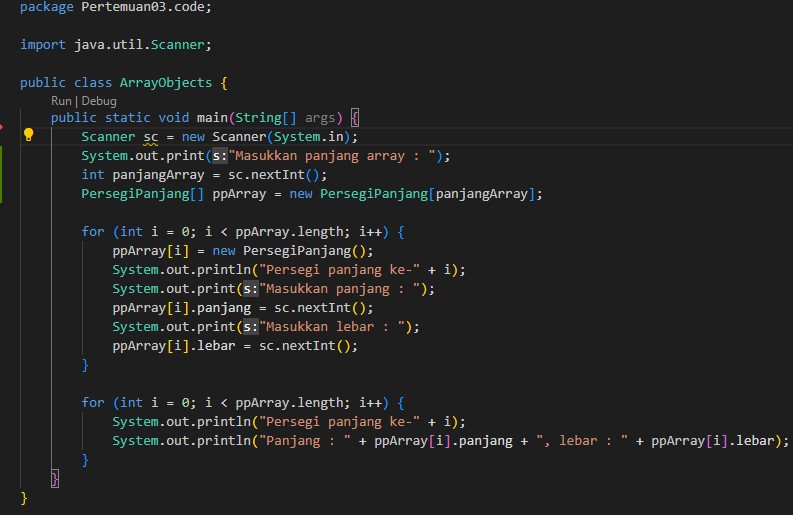 package Pertemuan03.code;
import java.util.Scanner;
public class ArrayObjects {
Run | Debug
public static void main(String[] args) {
Scanner sc = new Scanner(System.in);
System.out.print(s:"Masukkan panjang array : ");
int panjangArray = sc.nextInt();
PersegiPanjang[] ppArray = new PersegiPanjang[panjangArray];
for (int i = 0; i < ppArray.length; i++) {
ppArray[i] = new PersegiPanjang();
System.out.println("Persegi panjang ke-" + i);
System.out.print(s:"Masukkan panjang : ");
ppArray[i].panjang = sc.nextInt();
System.out.print(s:"Masukkan lebar : ");
ppArray[i].lebar = sc.nextInt();
}
for (int i = 0; i < ppArray.length; i++) {
System.out.println("Persegi panjang ke-" + i);
System.out.println("Panjang : " + ppArray[i].panjang + ", lebar : " + ppArray[i].lebar);
}
}
}